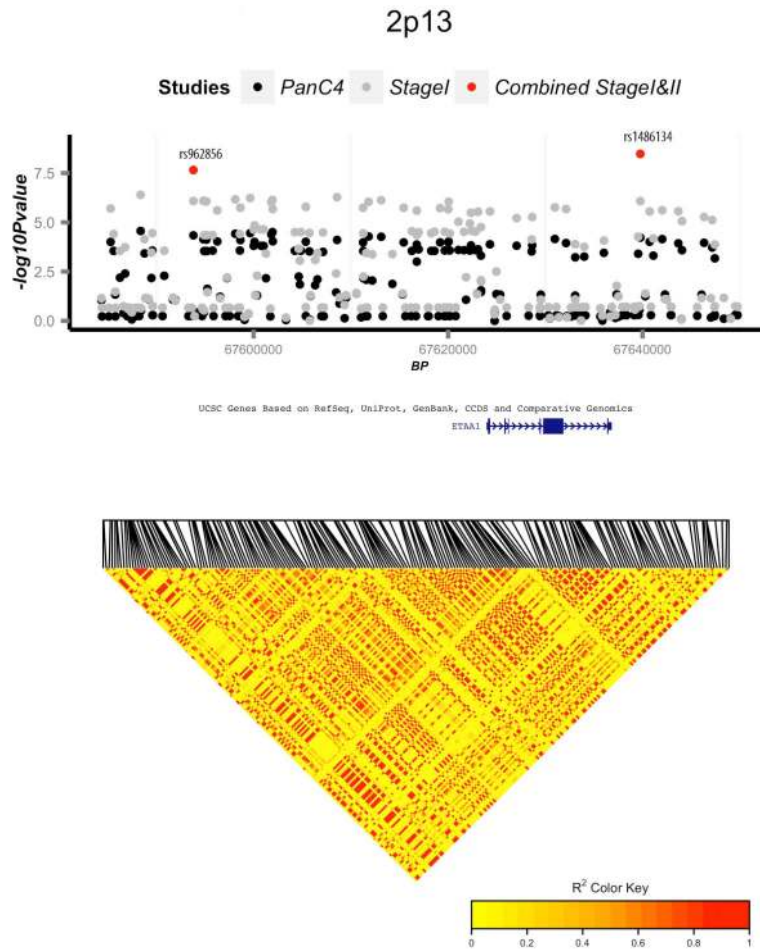 2p13
Studies PanC4 StageI Combined StageI&II
rs962856
rs1486134
-log10Pvalue
7.5
5.0
2.5
0.0
67600000 67620000 67640000
BP
UCSC Genes Based on RefSeq, UniProt, GenBank, CCDS and Comparative Genomics
ETAA1
R² Color Key
0 0.2 0.4 0.6 0.8 1